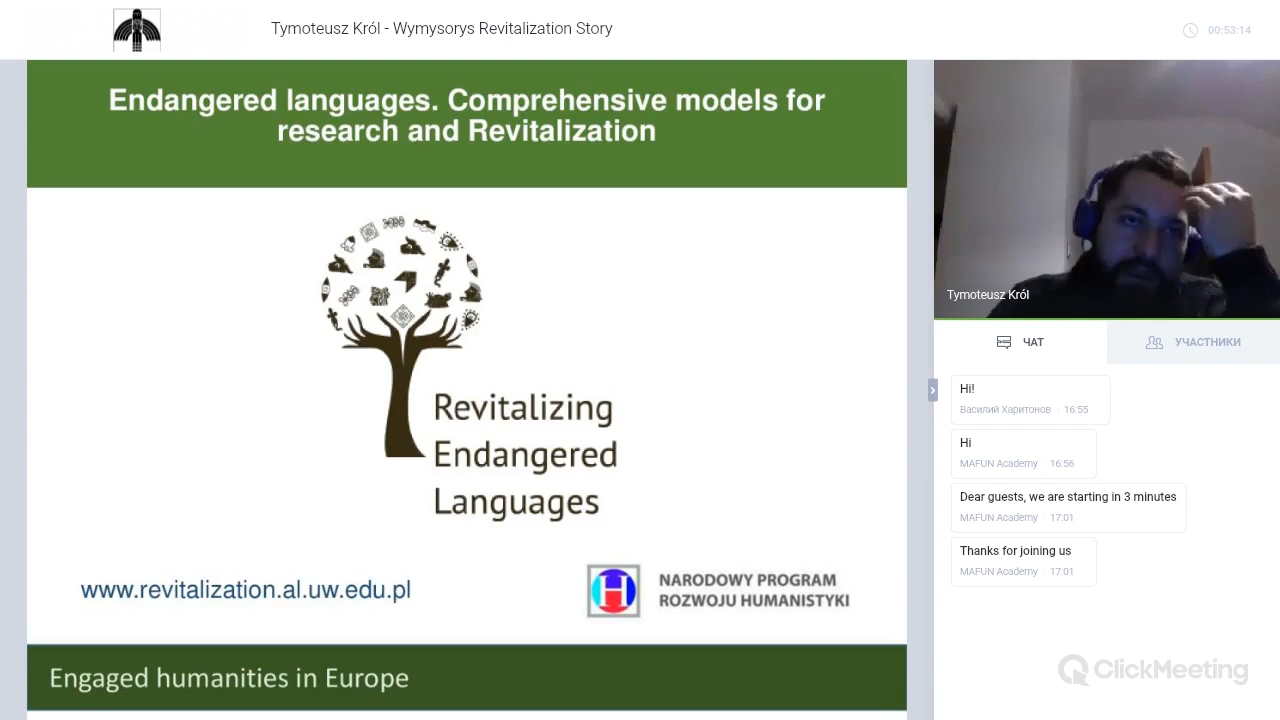 Tymoteusz Król - Wymysorys Revitalization Story
00:53:14
Endangered languages. Comprehensive models for
research and Revitalization
Revitalizing
Endangered
Languages
www.revitalization.al.uw.edu.pl
H
NARODOWY PROGRAM
ROZWOJU HUMANISTYKI
Engaged humanities in Europe
Tymoteusz Król
ЧАТ
УЧАСТНИКИ
Hi!
Василий Харитонов · 16:55
Hi
MAFUN Academy · 16:56
Dear guests, we are starting in 3 minutes
MAFUN Academy · 17:01
Thanks for joining us
MAFUN Academy · 17:01
ClickMeeting